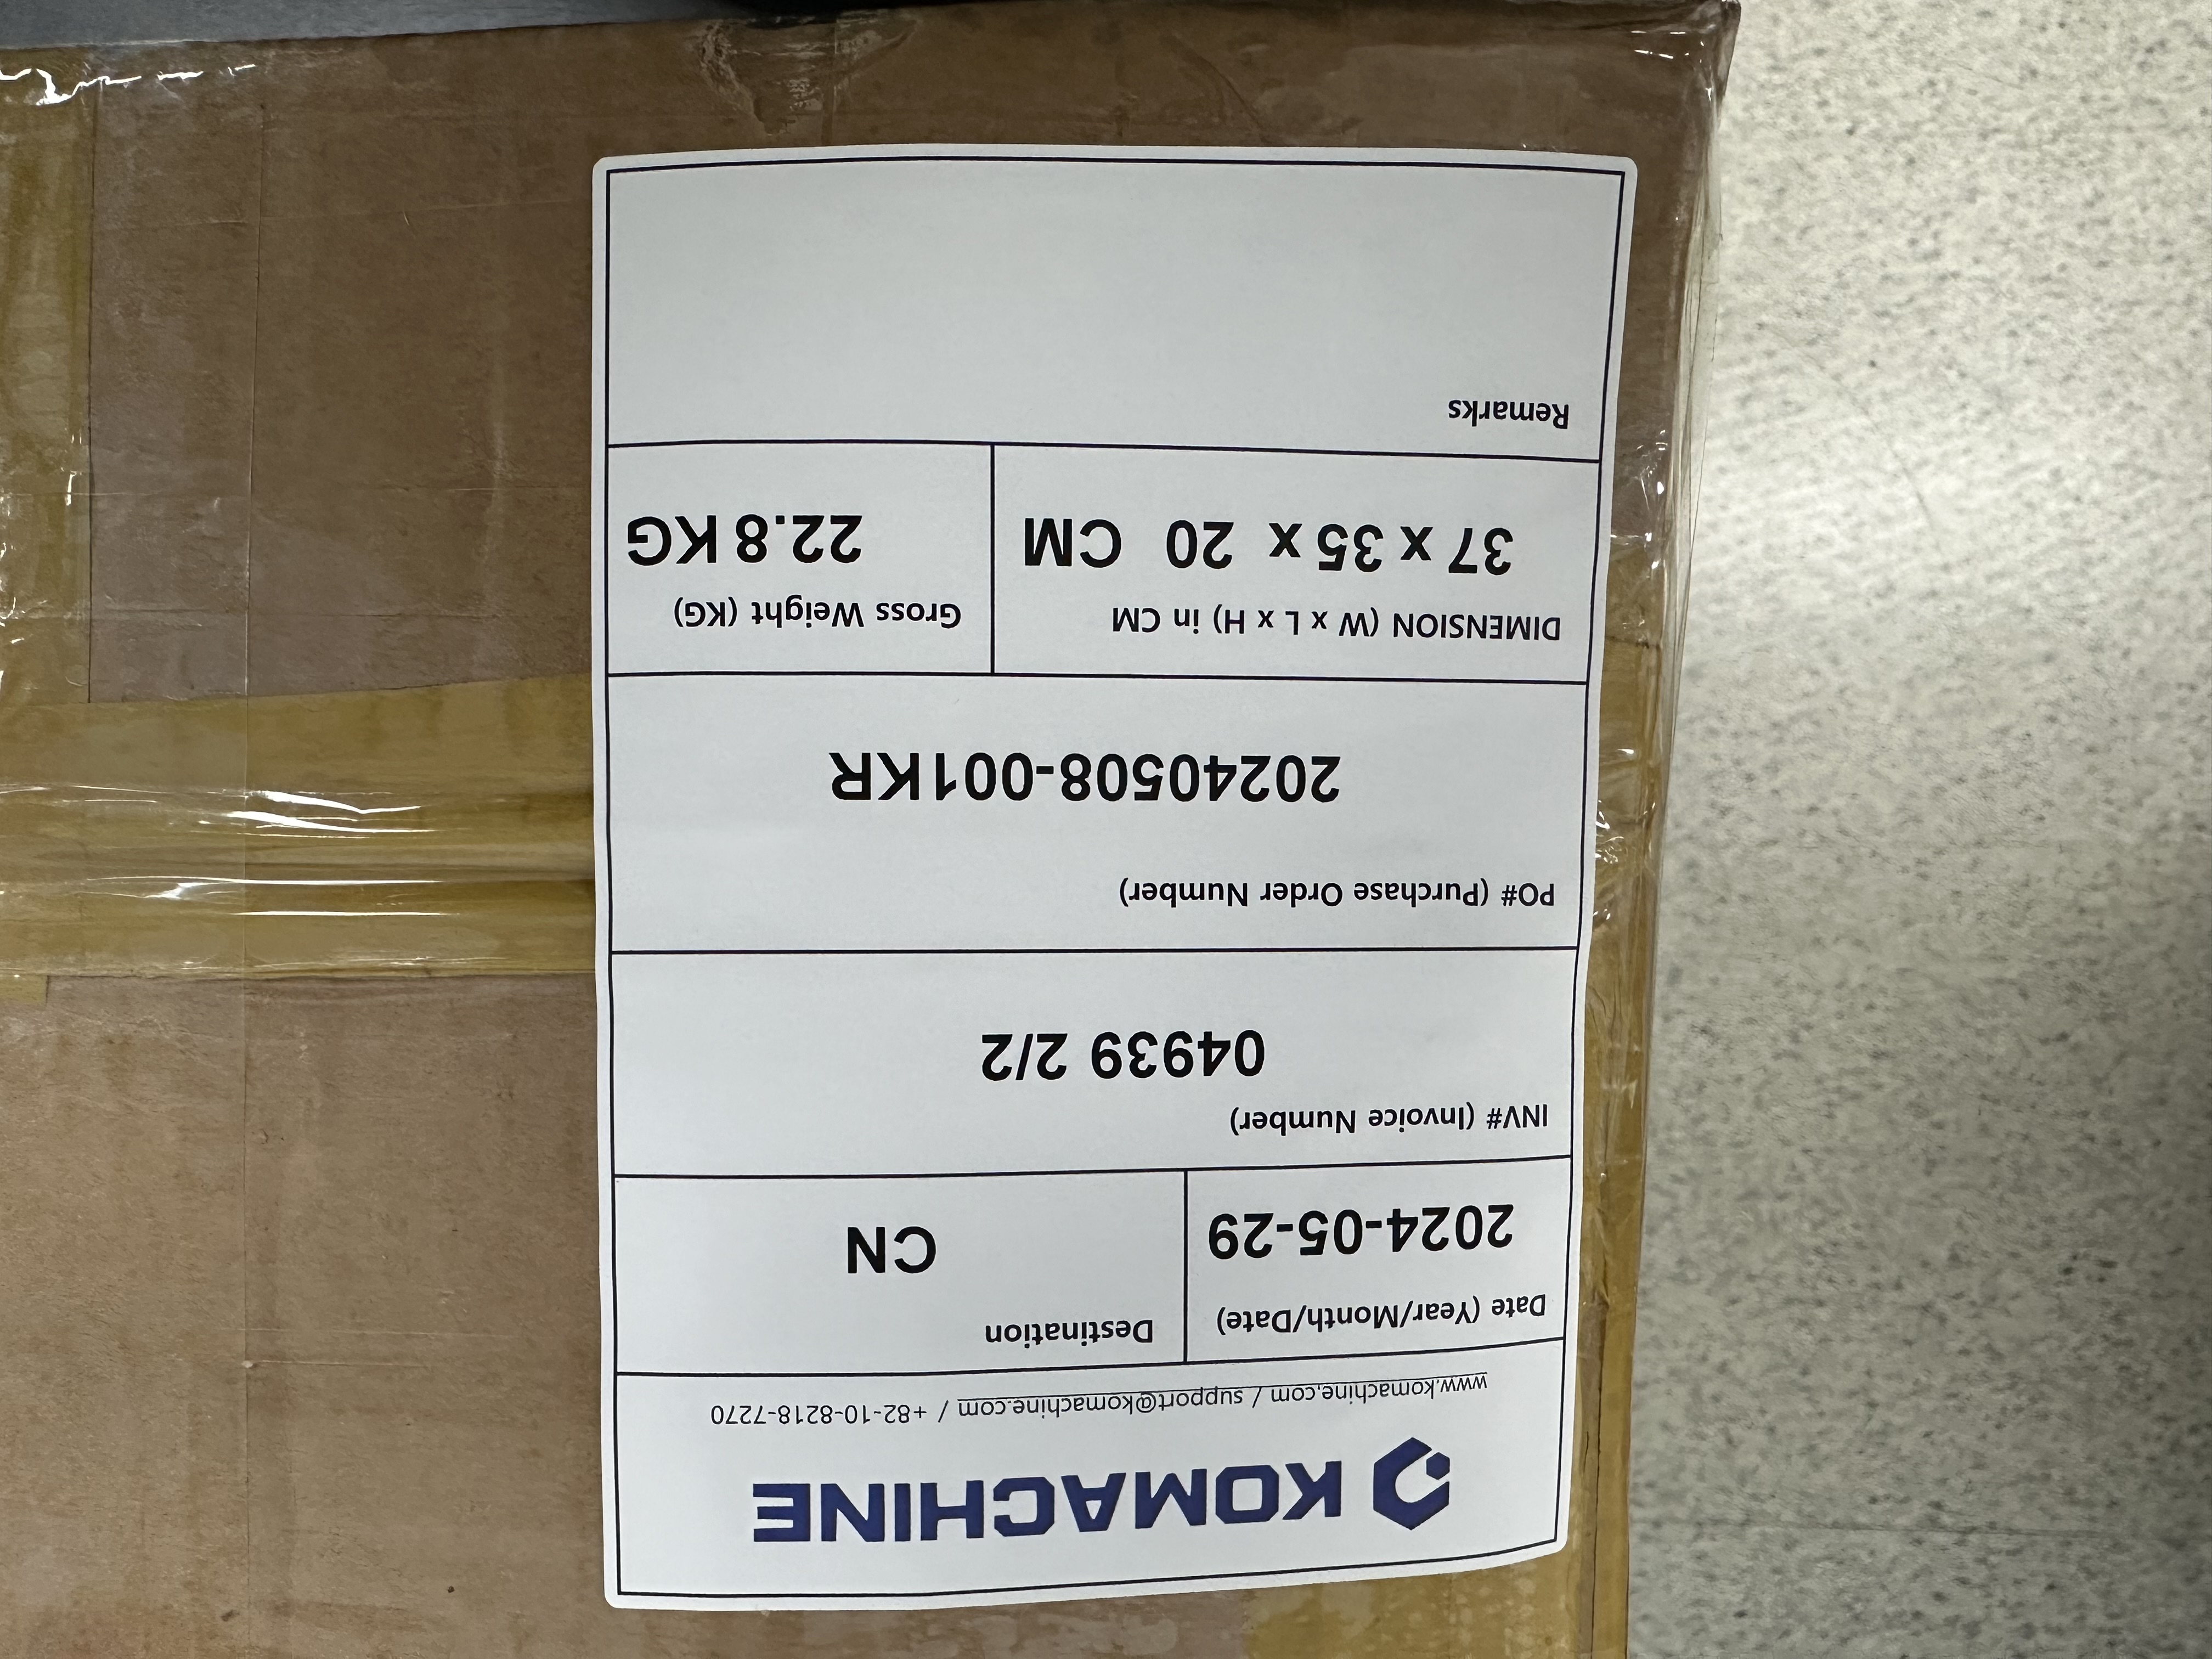 KOMACHINE
www.komachine.com / support@komachine.com / +82-10-8218-7270
Date (Year/Month/Date)
2024-05-29
Destination
CN
INV# (Invoice Number)
04939 2/2
PO# (Purchase Order Number)
20240508-001KR
DIMENSION (W x L x H) in CM
37 x 35 x 20 CM
Gross Weight (KG)
22.8 KG
Remarks